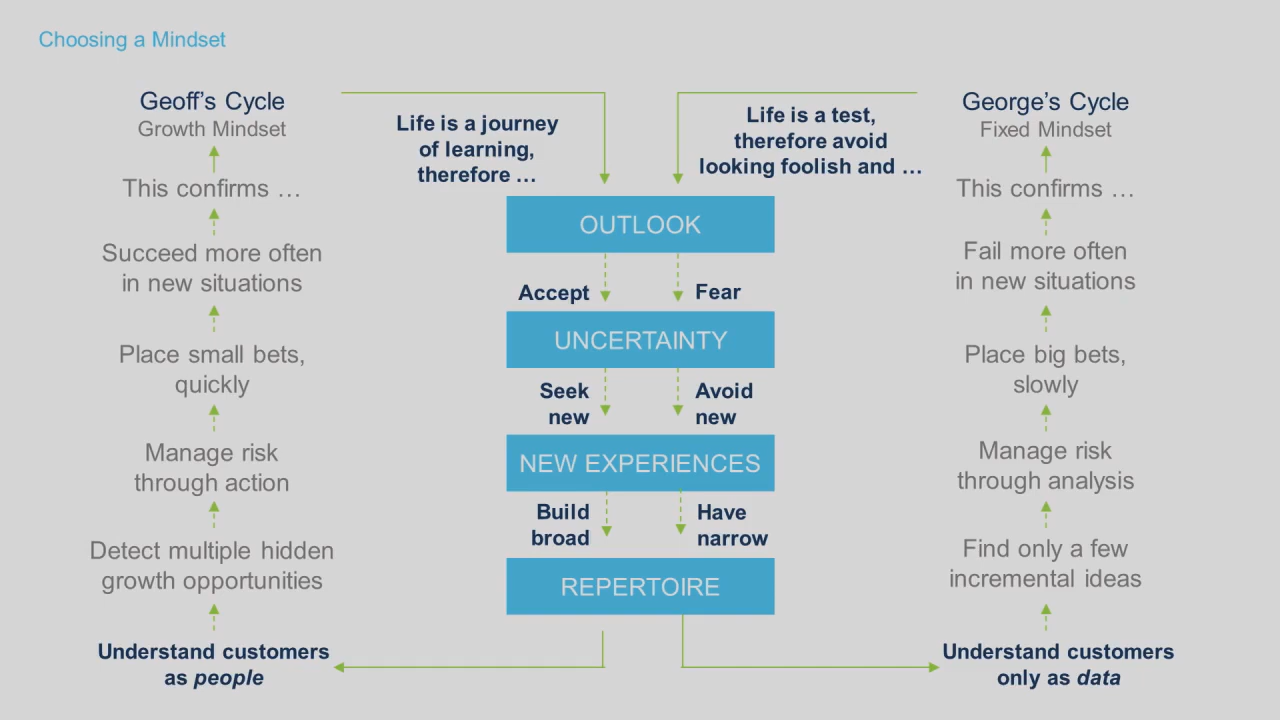 Choosing a Mindset
Geoff’s Cycle
Growth Mindset
This confirms …
Succeed more often
in new situations
Place small bets,
quickly
Manage risk
through action
Detect multiple hidden
growth opportunities
Understand customers
as people
Life is a journey
of learning,
therefore …
Life is a test,
therefore avoid
looking foolish and …
OUTLOOK
Accept
Fear
UNCERTAINTY
Seek
new
Avoid
new
NEW EXPERIENCES
Build
broad
Have
narrow
REPERTOIRE
George’s Cycle
Fixed Mindset
This confirms …
Fail more often
in new situations
Place big bets,
slowly
Manage risk
through analysis
Find only a few
incremental ideas
Understand customers
only as data